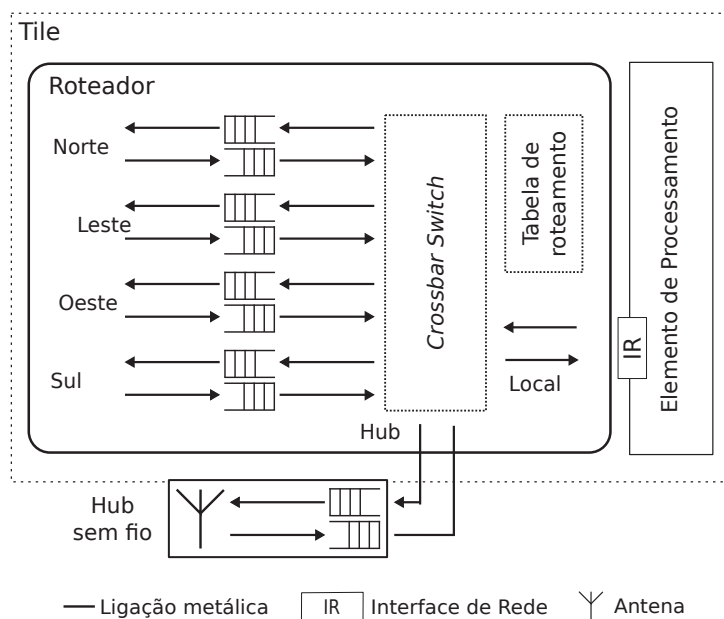 Tile
Roteador
Norte
Leste
Oeste
Sul
Crossbar Switch
Tabela de
roteamento
Local
IR
Elemento de Processamento
Hub
Hub
sem fio
Ligação metálica
IR
Interface de Rede
Antena